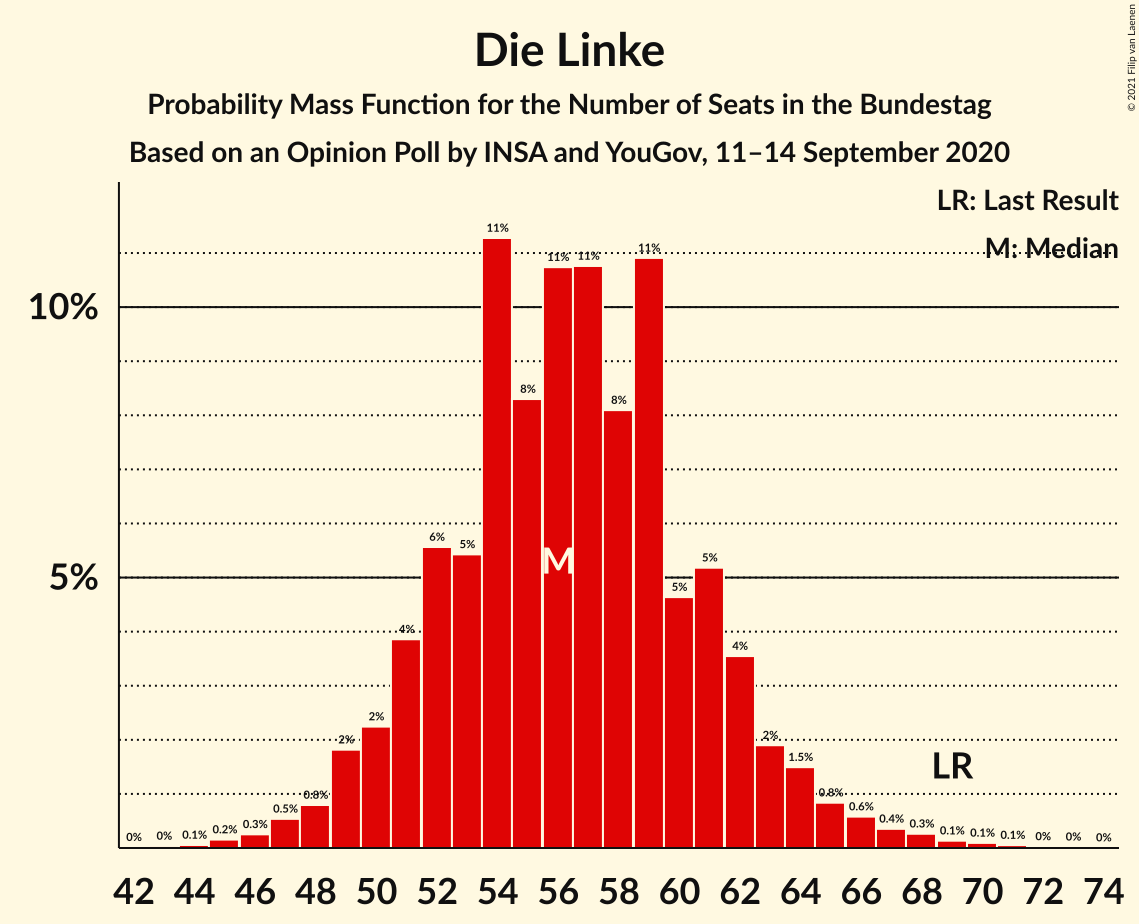 Die Linke
Probability Mass Function for the Number of Seats in the Bundestag
Based on an Opinion Poll by INSA and YouGov, 11–14 September 2020
© 2021 Filip van Laenen
LR: Last Result
M: Median
10%
5%
0% 0% 0.1% 0.2% 0.3% 0.5% 0.8% 2% 2% 4% 6% 5% 11% 8% 11% 11% 8% 11% 5% 5% 4% 2% 1.5% 0.8% 0.6% 0.4% 0.3% 0.1% 0.1% 0.1% 0% 0% 0%
M
LR
42 44 46 48 50 52 54 56 58 60 62 64 66 68 70 72 74